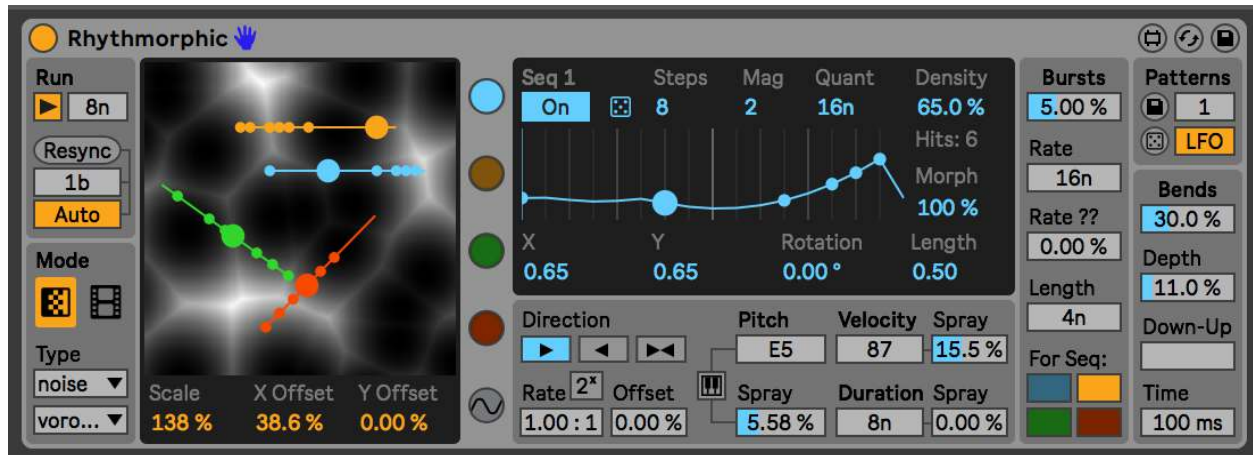 Rhythmorphic
Run
8n
Resync
1b
Auto
Mode
Type
noise
voro...
Scale X Offset Y Offset
138 % 38.6 % 0.00 %
Seq 1 Steps Mag Quant Density
On 8 2 16n 65.0 %
Hits: 6
Morph
100 %
X Y Rotation Length
0.65 0.65 0.00 ° 0.50
Direction Pitch Velocity Spray
E5 87 15.5 %
Rate 2ˣ Offset Spray Duration Spray
1.00 : 1 0.00 % 5.58 % 8n 0.00 %
Bursts
5.00 %
Rate
16n
Rate ??
0.00 %
Length
4n
For Seq:
Patterns
1
LFO
Bends
30.0 %
Depth
11.0 %
Down-Up
Time
100 ms